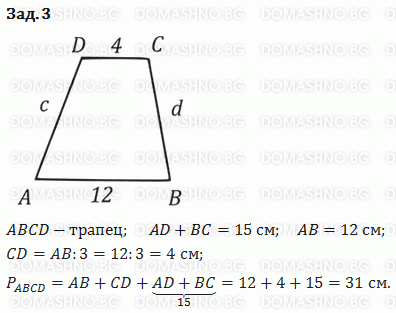 Зад. 3
D 4 C
c d
A 12 B
ABCD – трапец; AD + BC = 15 см; AB = 12 см;
CD = AB: 3 = 12: 3 = 4 см;
P_ABCD = AB + CD + AD + BC = 12 + 4 + 15 = 31 см.
15
DOMASHNO.BG